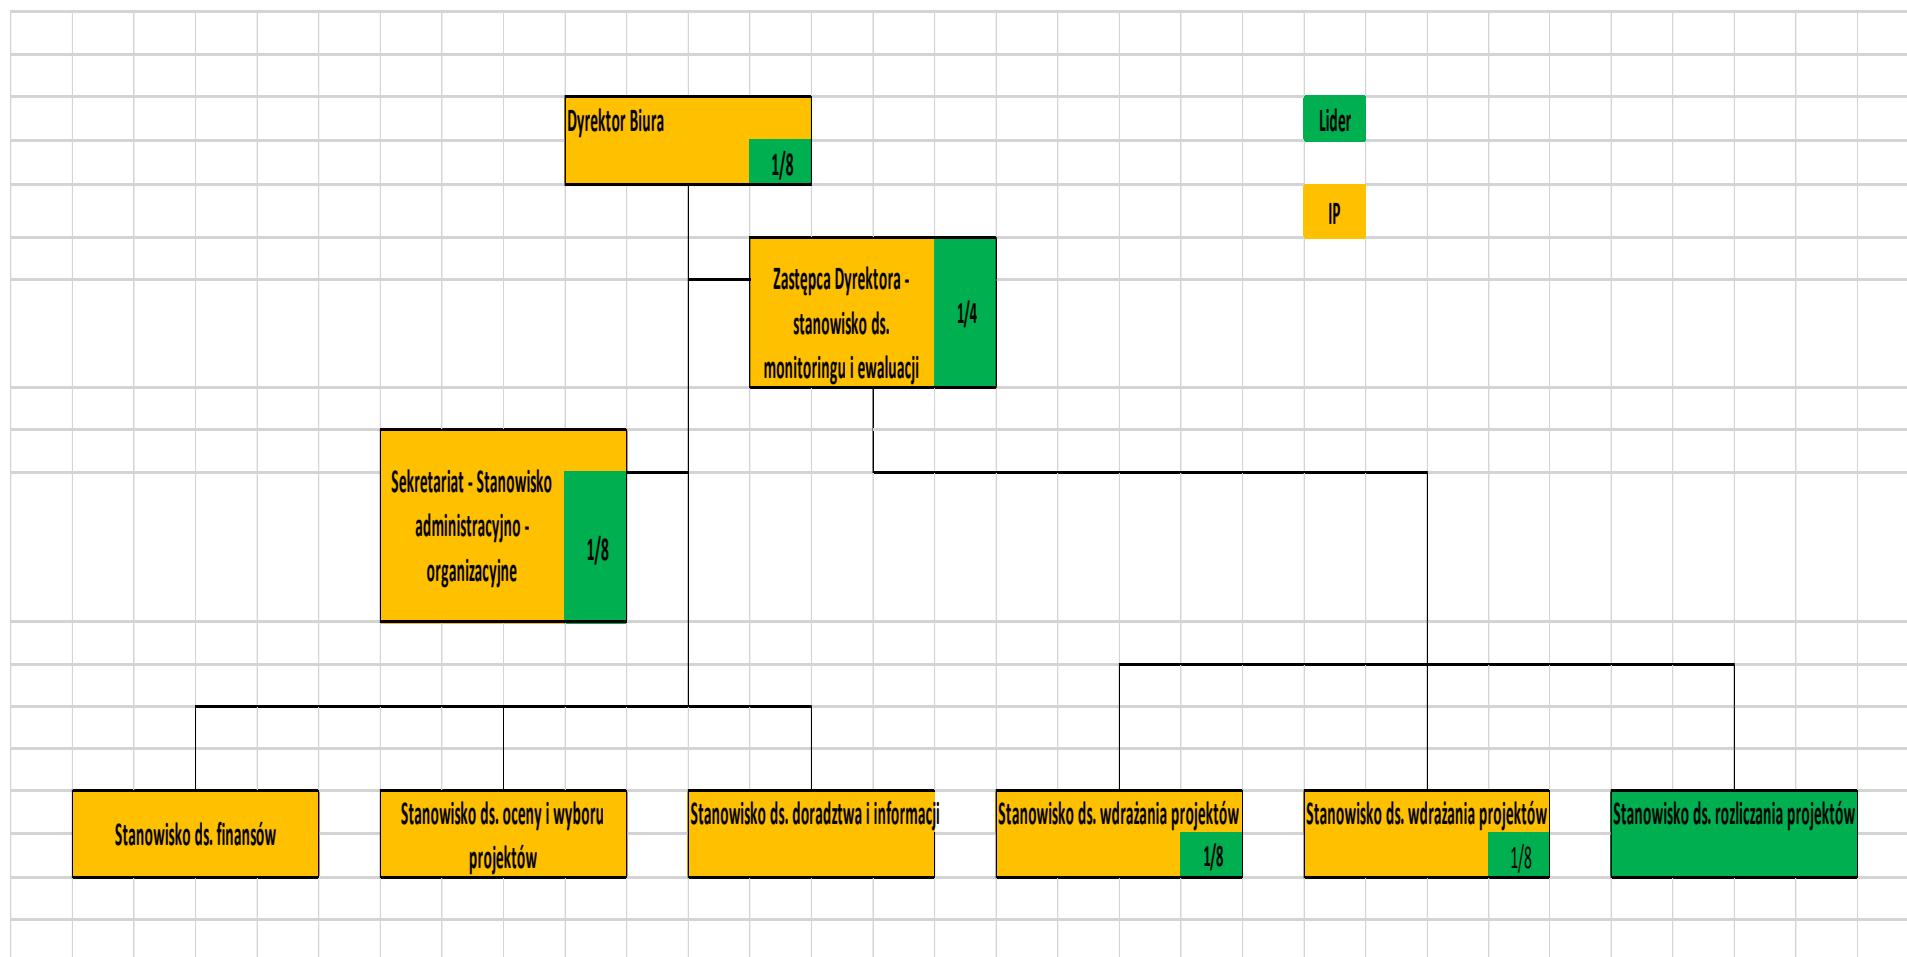 Dyrektor Biura
1/8
Lider
IP
Zastępca Dyrektora -
stanowisko ds.
monitoringu i ewaluacji
1/4
Sekretariat - Stanowisko
administracyjno -
organizacyjne
1/8
Stanowisko ds. finansów
Stanowisko ds. oceny i wyboru
projektów
Stanowisko ds. doradztwa i informacji
Stanowisko ds. wdrażania projektów
1/8
Stanowisko ds. wdrażania projektów
1/8
Stanowisko ds. rozliczania projektów